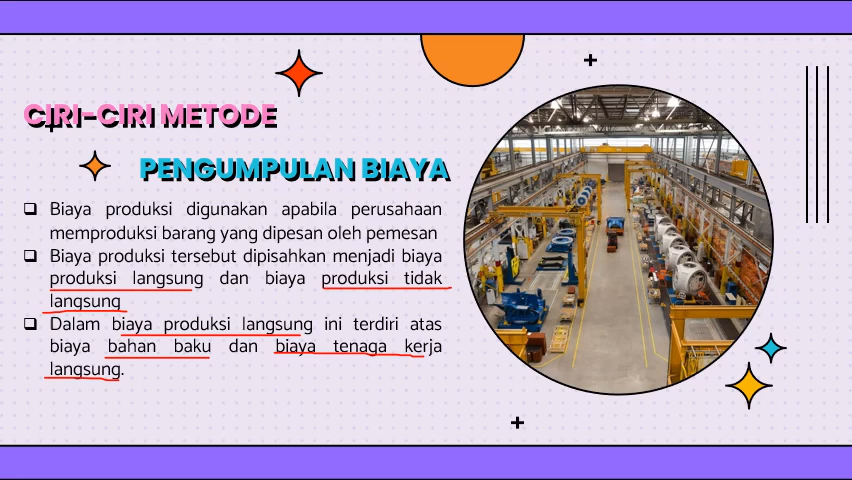 CIRI-CIRI METODE
PENGUMPULAN BIAYA
Biaya produksi digunakan apabila perusahaan
memproduksi barang yang dipesan oleh pemesan
Biaya produksi tersebut dipisahkan menjadi biaya
produksi langsung dan biaya produksi tidak
langsung
Dalam biaya produksi langsung ini terdiri atas
biaya bahan baku dan biaya tenaga kerja
langsung.